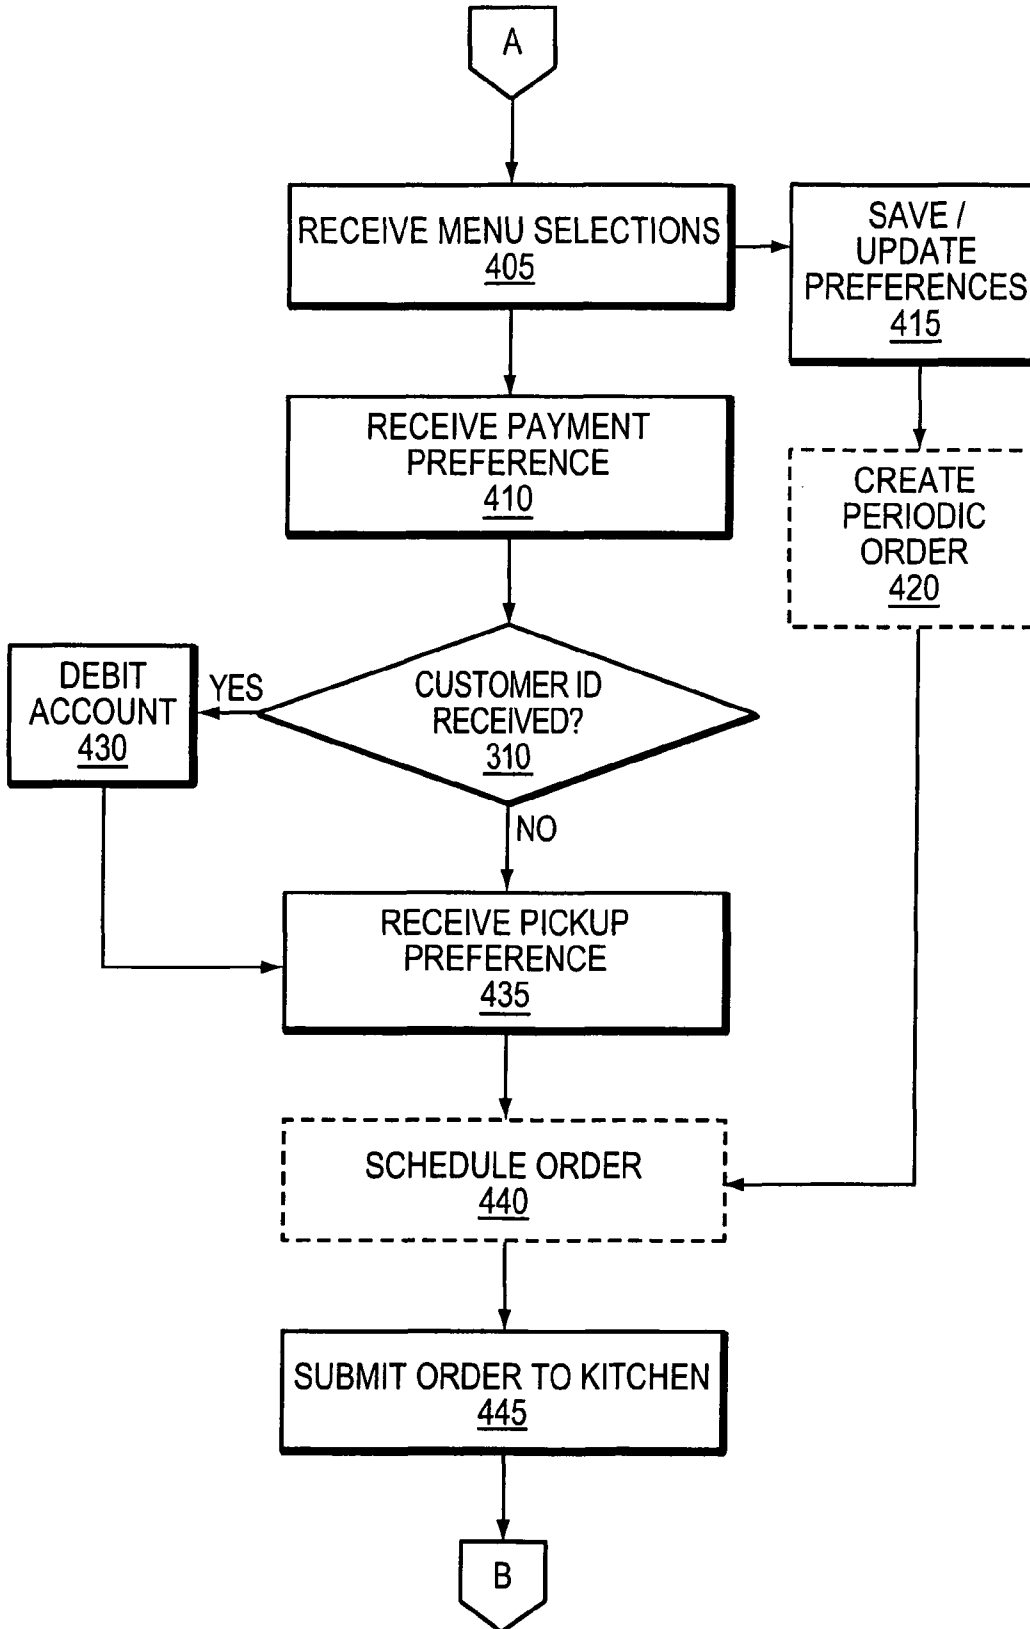 A
RECEIVE MENU SELECTIONS
405
SAVE /
UPDATE
PREFERENCES
415
RECEIVE PAYMENT
PREFERENCE
410
CREATE
PERIODIC
ORDER
420
DEBIT
ACCOUNT
430
YES
CUSTOMER ID
RECEIVED?
310
NO
RECEIVE PICKUP
PREFERENCE
435
SCHEDULE ORDER
440
SUBMIT ORDER TO KITCHEN
445
B